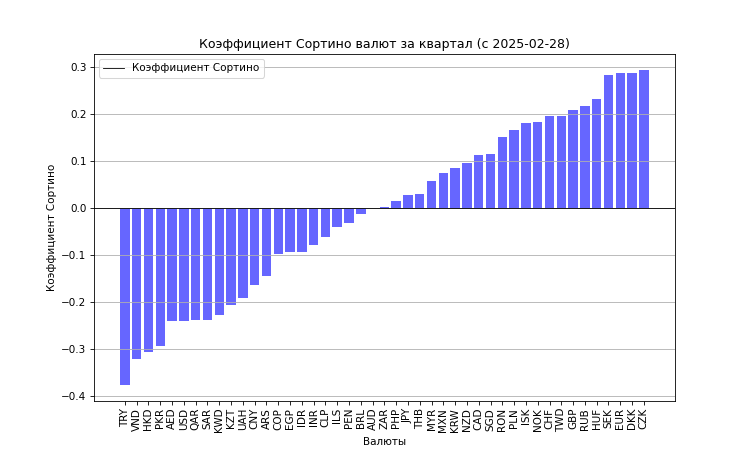 Коэффициент Сортино валют за квартал (с 2025-02-28)
Коэффициент Сортино
Коэффициент Сортино
0.3
0.2
0.1
0.0
−0.1
−0.2
−0.3
−0.4
TRY VND HKD PKR AED USD QAR SAR KWD KZT UAH CNY ARS COP EGP IDR INR CLP ILS PEN BRL AUD ZAR PHP JPY THB MYR MXN KRW NZD CAD SGD RON PLN ISK NOK CHF TWD GBP RUB HUF SEK EUR DKK CZK
Валюты